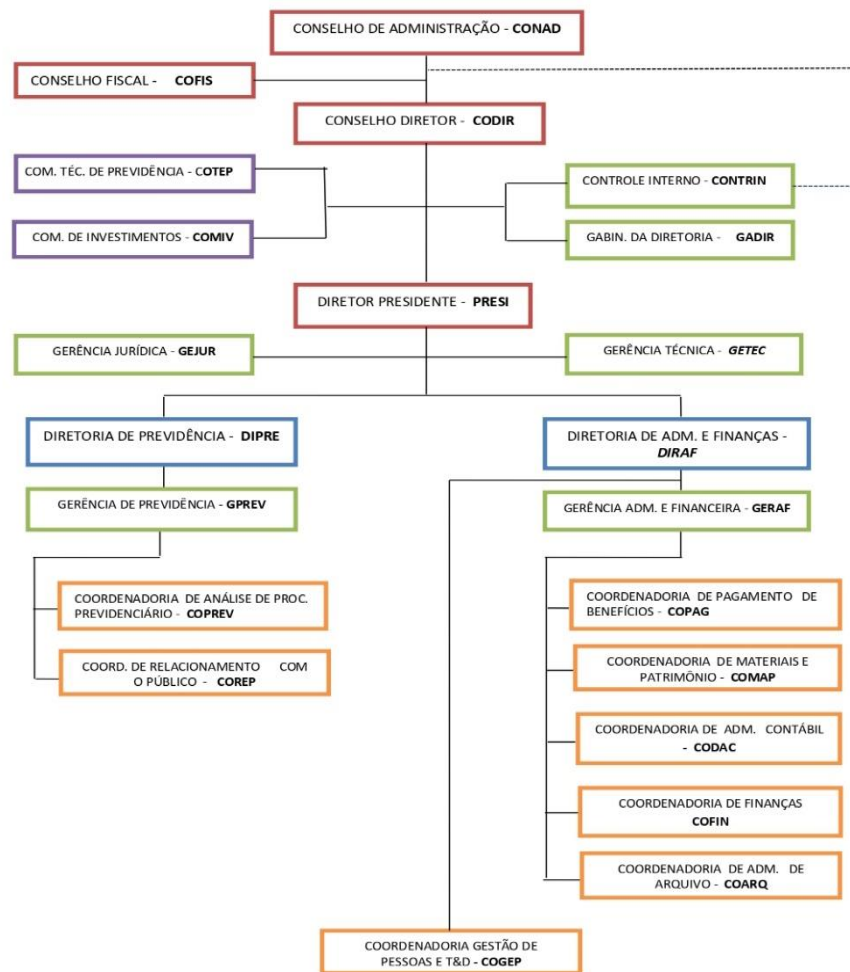 CONSELHO DE ADMINISTRAÇÃO - CONAD
CONSELHO FISCAL - COFIS
CONSELHO DIRETOR - CODIR
COM. TÉC. DE PREVIDÊNCIA - COTEP
CONTROLE INTERNO - CONTRIN
COM. DE INVESTIMENTOS - COMIV
GABIN. DA DIRETORIA - GADIR
DIRETOR PRESIDENTE - PRESI
GERÊNCIA JURÍDICA - GEJUR
GERÊNCIA TÉCNICA - GETEC
DIRETORIA DE PREVIDÊNCIA - DIPRE
DIRETORIA DE ADM. E FINANÇAS -
DIRAF
GERÊNCIA DE PREVIDÊNCIA - GPREV
GERÊNCIA ADM. E FINANCEIRA - GERAF
COORDENADORIA DE ANÁLISE DE PROC.
PREVIDENCIÁRIO - COPREV
COORD. DE RELACIONAMENTO COM
O PÚBLICO - COREP
COORDENADORIA DE PAGAMENTO DE
BENEFÍCIOS - COPAG
COORDENADORIA DE MATERIAIS E
PATRIMÔNIO - COMAP
COORDENADORIA DE ADM. CONTÁBIL
- CODAC
COORDENADORIA DE FINANÇAS
COFIN
COORDENADORIA DE ADM. DE
ARQUIVO - COARQ
COORDENADORIA GESTÃO DE
PESSOAS E T&D - COGEP